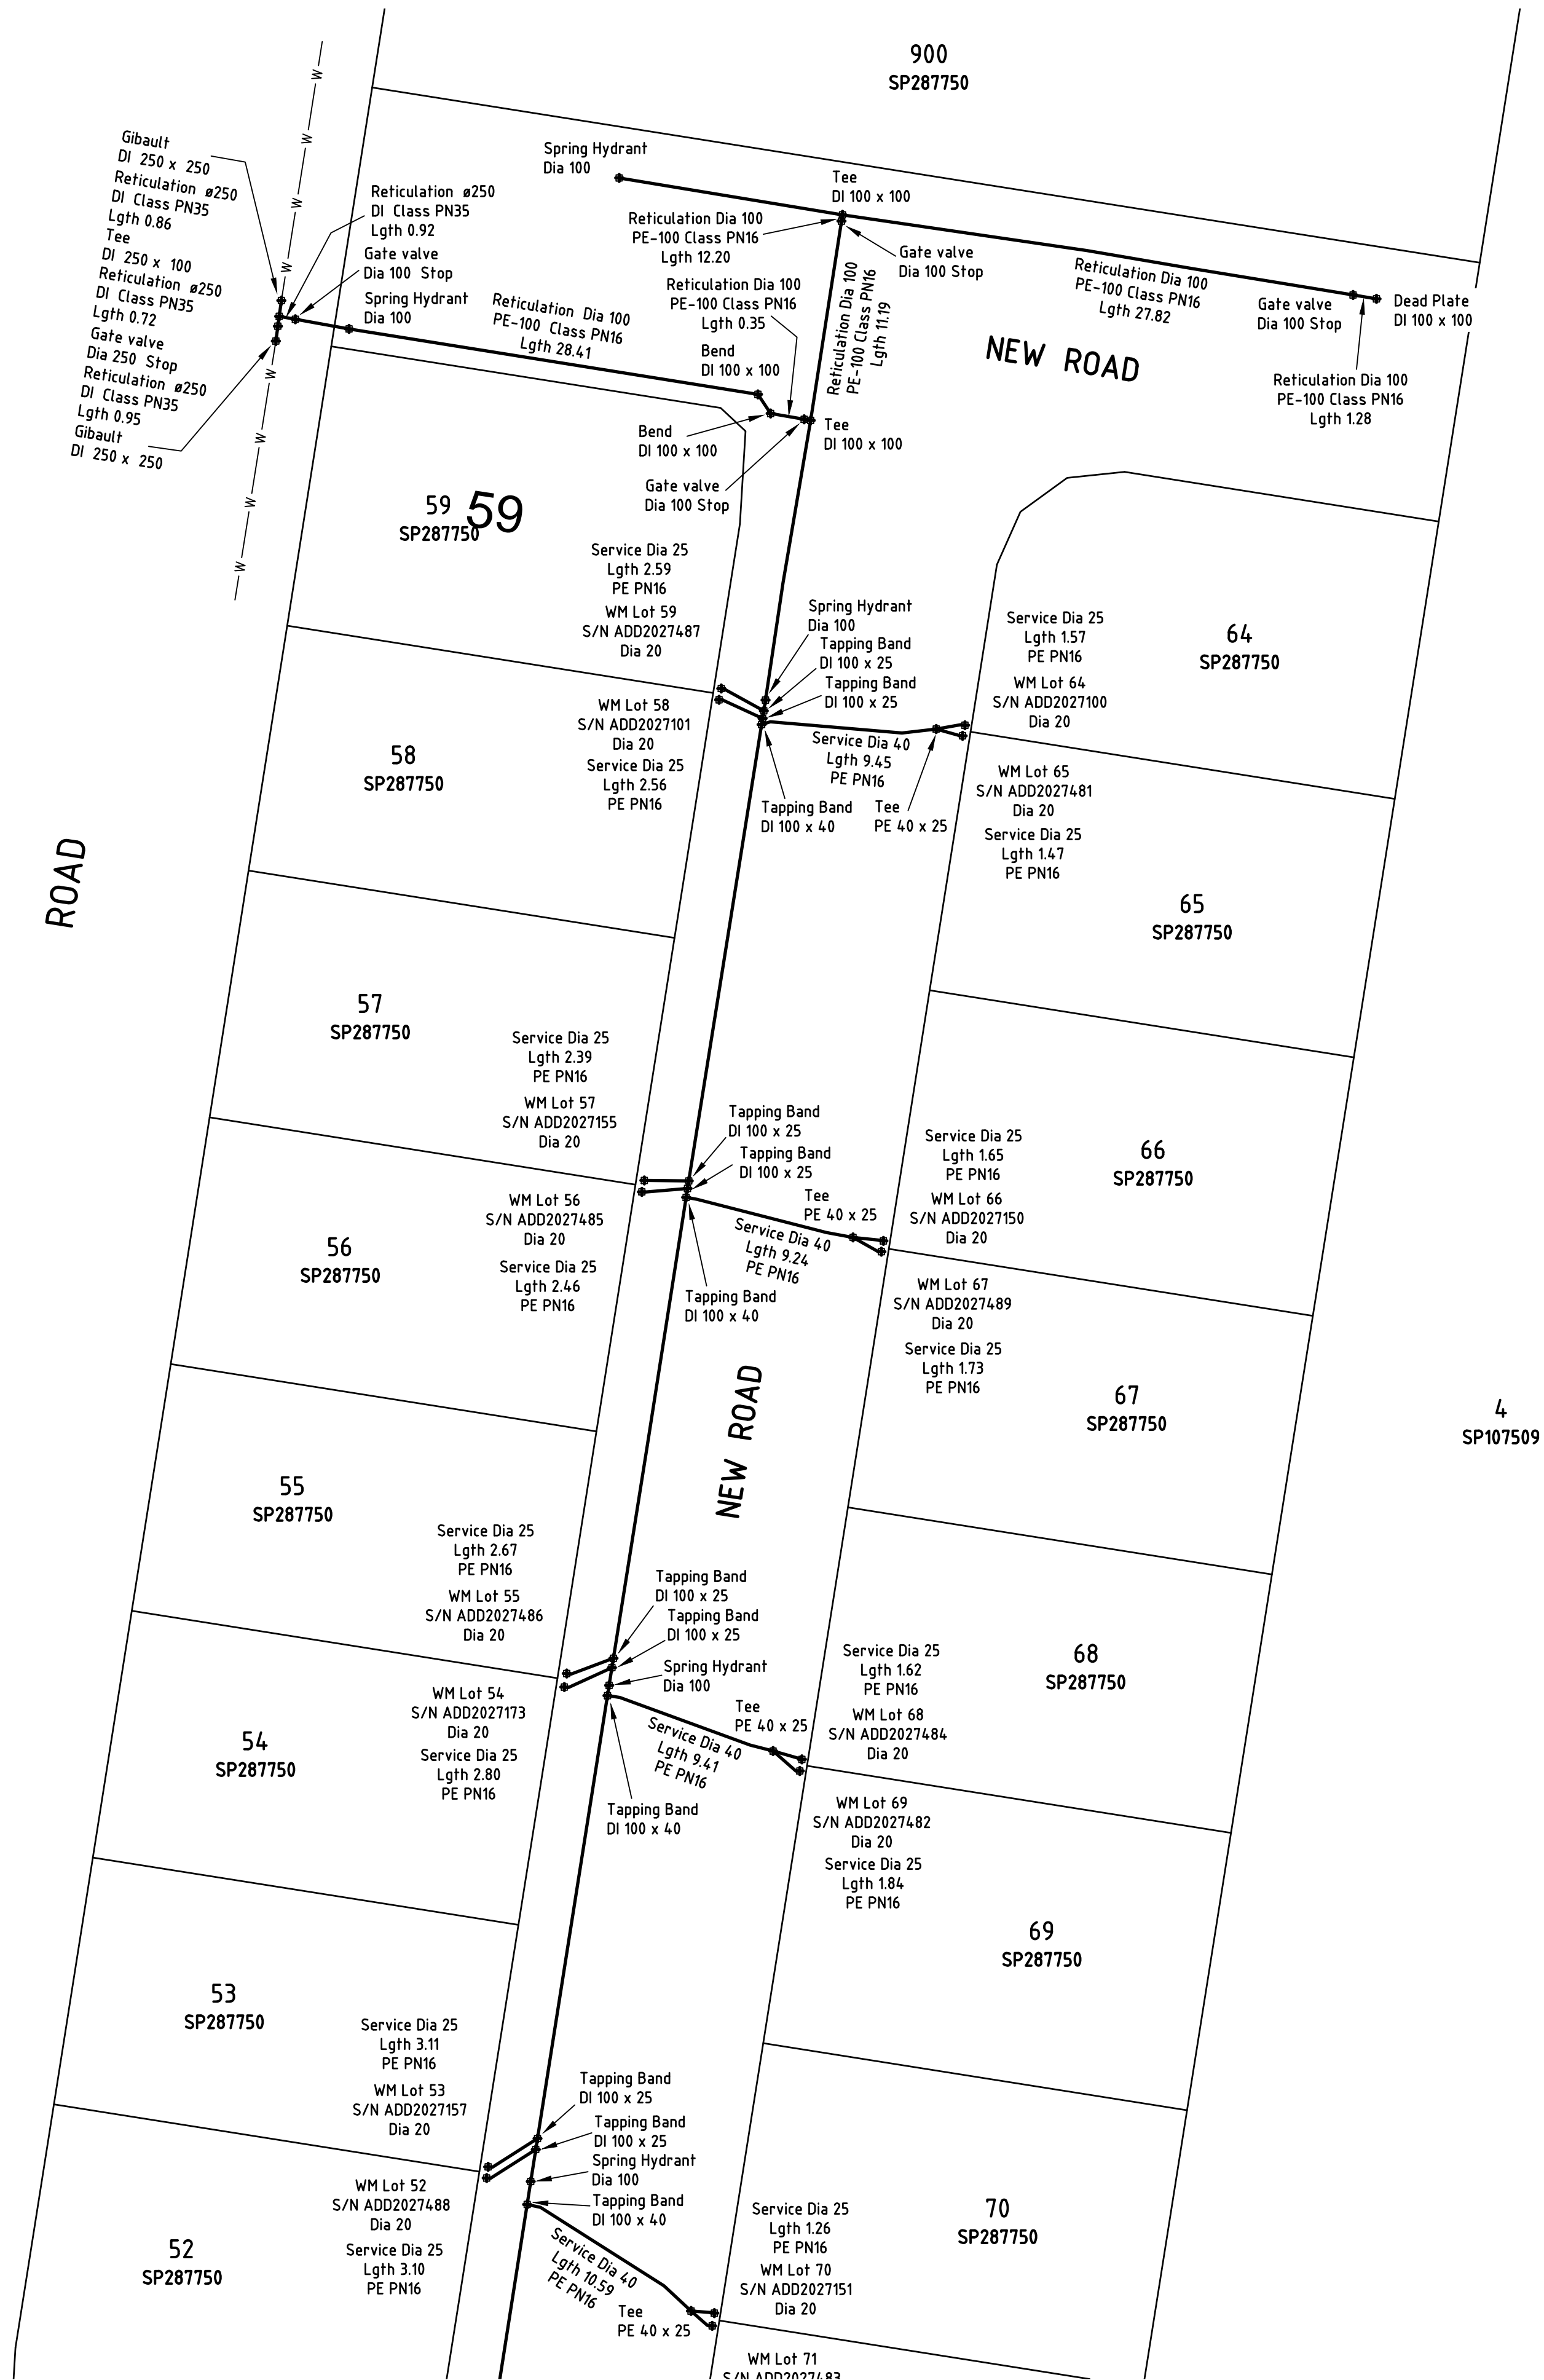 900
SP287750
W
W
W
W
W
W
W
W
Gibault
DI 250 x 250
Reticulation ø250
DI Class PN35
Lgth 0.86
Tee
DI 250 x 100
Reticulation ø250
DI Class PN35
Lgth 0.72
Gate valve
Dia 250 Stop
Reticulation ø250
DI Class PN35
Lgth 0.95
Gibault
DI 250 x 250
Reticulation ø250
DI Class PN35
Lgth 0.92
Gate valve
Dia 100 Stop
Spring Hydrant
Dia 100
Reticulation Dia 100
PE-100 Class PN16
Lgth 28.41
Spring Hydrant
Dia 100
Tee
DI 100 x 100
Reticulation Dia 100
PE-100 Class PN16
Lgth 12.20
Gate valve
Dia 100 Stop
Reticulation Dia 100
PE-100 Class PN16
Lgth 0.35
Bend
DI 100 x 100
Reticulation Dia 100
PE-100 Class PN16
Lgth 11.19
Reticulation Dia 100
PE-100 Class PN16
Lgth 27.82
Gate valve
Dia 100 Stop
Dead Plate
DI 100 x 100
Reticulation Dia 100
PE-100 Class PN16
Lgth 1.28
NEW ROAD
Bend
DI 100 x 100
Tee
DI 100 x 100
Gate valve
Dia 100 Stop
59
SP287750
59
Service Dia 25
Lgth 2.59
PE PN16
WM Lot 59
S/N ADD2027487
Dia 20
Spring Hydrant
Dia 100
Tapping Band
DI 100 x 25
Tapping Band
DI 100 x 25
Service Dia 25
Lgth 1.57
PE PN16
WM Lot 64
S/N ADD2027100
Dia 20
64
SP287750
WM Lot 58
S/N ADD2027101
Dia 20
Service Dia 25
Lgth 2.56
PE PN16
58
SP287750
Service Dia 40
Lgth 9.45
PE PN16
Tapping Band
DI 100 x 40
Tee
PE 40 x 25
WM Lot 65
S/N ADD2027481
Dia 20
Service Dia 25
Lgth 1.47
PE PN16
65
SP287750
ROAD
57
SP287750
Service Dia 25
Lgth 2.39
PE PN16
WM Lot 57
S/N ADD2027155
Dia 20
Tapping Band
DI 100 x 25
Tapping Band
DI 100 x 25
Tee
PE 40 x 25
Service Dia 25
Lgth 1.65
PE PN16
WM Lot 66
S/N ADD2027150
Dia 20
66
SP287750
WM Lot 56
S/N ADD2027485
Dia 20
Service Dia 25
Lgth 2.46
PE PN16
56
SP287750
Service Dia 40
Lgth 9.24
PE PN16
Tapping Band
DI 100 x 40
WM Lot 67
S/N ADD2027489
Dia 20
Service Dia 25
Lgth 1.73
PE PN16
67
SP287750
4
SP107509
NEW ROAD
55
SP287750
Service Dia 25
Lgth 2.67
PE PN16
WM Lot 55
S/N ADD2027486
Dia 20
Tapping Band
DI 100 x 25
Tapping Band
DI 100 x 25
Spring Hydrant
Dia 100
Tee
PE 40 x 25
Service Dia 25
Lgth 1.62
PE PN16
WM Lot 68
S/N ADD2027484
Dia 20
68
SP287750
WM Lot 54
S/N ADD2027173
Dia 20
Service Dia 25
Lgth 2.80
PE PN16
54
SP287750
Service Dia 40
Lgth 9.41
PE PN16
Tapping Band
DI 100 x 40
WM Lot 69
S/N ADD2027482
Dia 20
Service Dia 25
Lgth 1.84
PE PN16
69
SP287750
53
SP287750
Service Dia 25
Lgth 3.11
PE PN16
WM Lot 53
S/N ADD2027157
Dia 20
Tapping Band
DI 100 x 25
Tapping Band
DI 100 x 25
Spring Hydrant
Dia 100
Tapping Band
DI 100 x 40
WM Lot 52
S/N ADD2027488
Dia 20
Service Dia 25
Lgth 3.10
PE PN16
52
SP287750
Service Dia 40
Lgth 10.59
PE PN16
Tee
PE 40 x 25
Service Dia 25
Lgth 1.26
PE PN16
WM Lot 70
S/N ADD2027151
Dia 20
70
SP287750
WM Lot 71
S/N ADD2027483